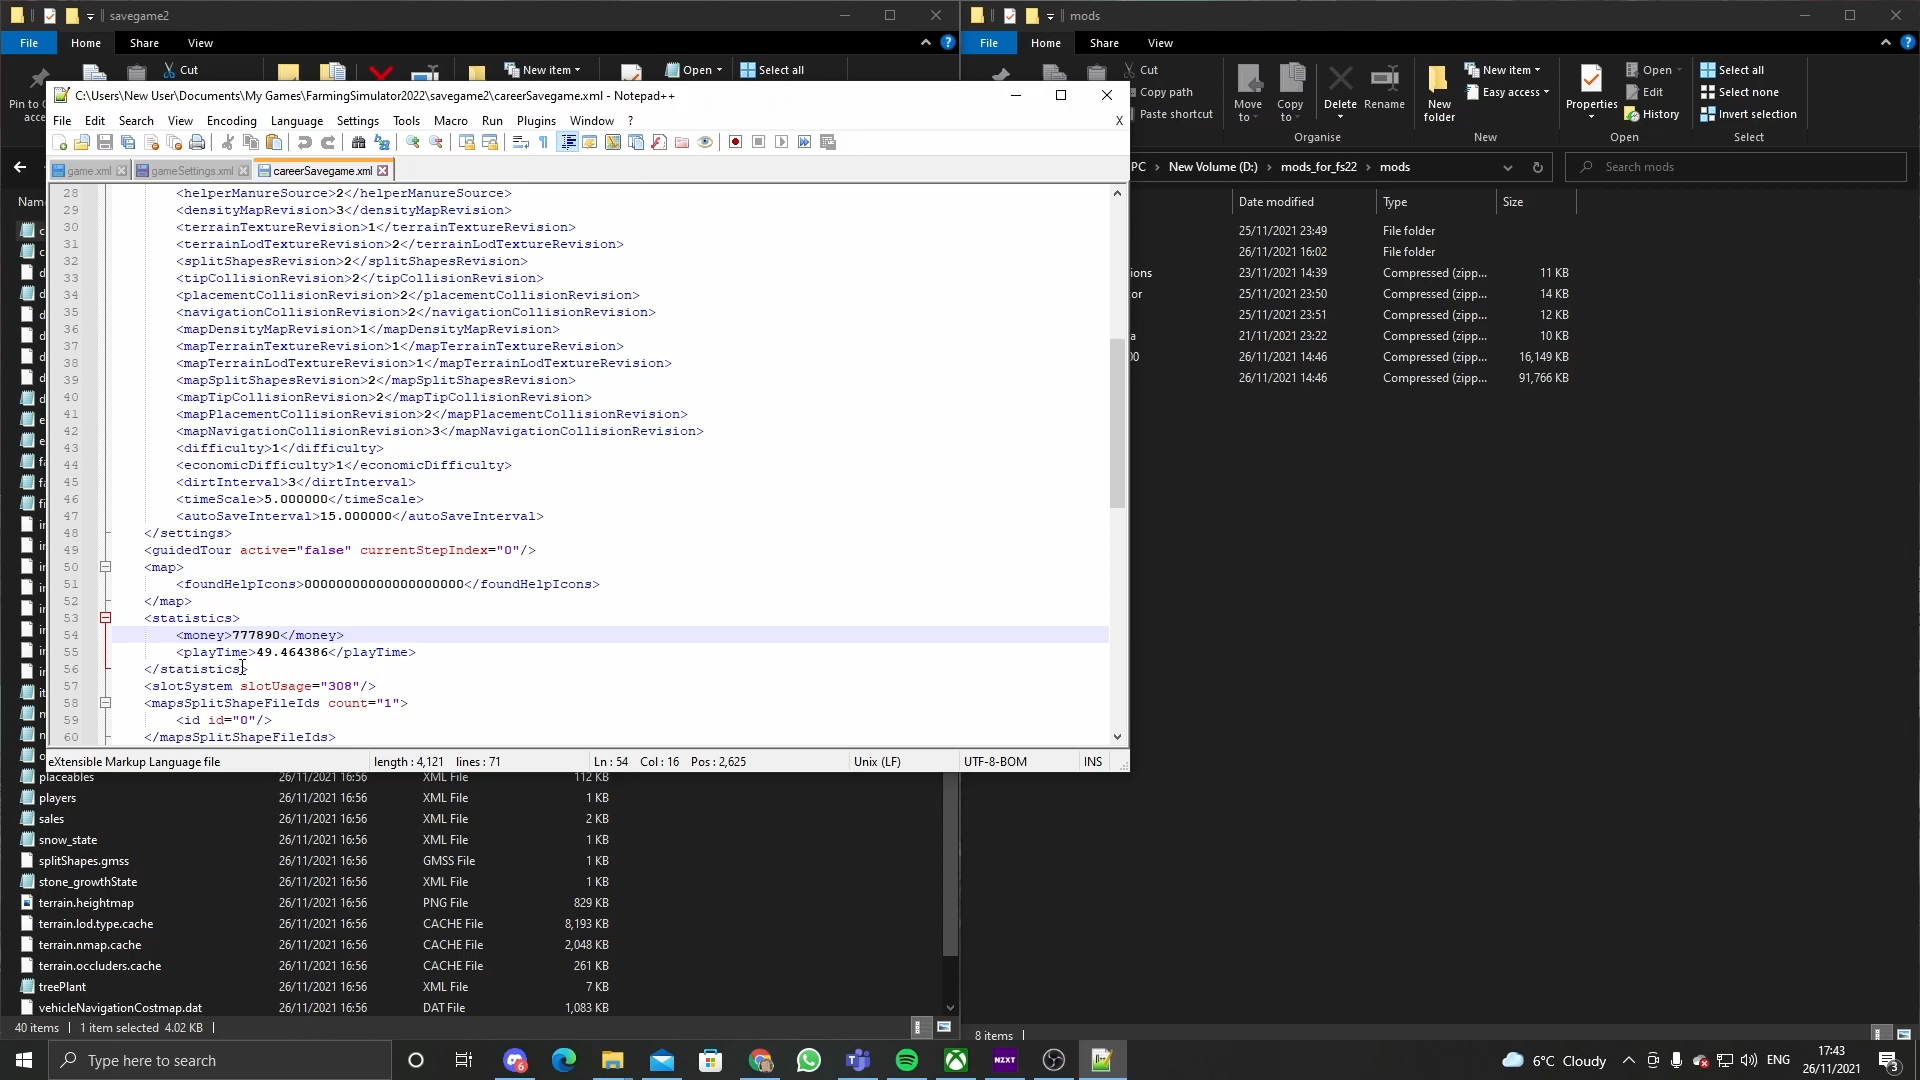 savegame2
File Home Share View
Pin to C
acce
Cut
New item
Open
Select all
mods
File Home Share View
Cut
Copy path
Paste shortcut
Move to
Copy to
Delete
Rename
New folder
New item
Easy access
Properties
Open
Edit
History
Select all
Select none
Invert selection
Organise
New
Open
Select
C:\Users\New User\Documents\My Games\FarmingSimulator2022\savegame2\careerSavegame.xml - Notepad++
File Edit Search View Encoding Language Settings Tools Macro Run Plugins Window ? X
game.xml gameSettings.xml careerSavegame.xml
PC > New Volume (D:) > mods_for_fs22 > mods
Search mods
28 <helperManureSource>2</helperManureSource>
29 <densityMapRevision>3</densityMapRevision>
30 <terrainTextureRevision>1</terrainTextureRevision>
31 <terrainLodTextureRevision>2</terrainLodTextureRevision>
32 <splitShapesRevision>2</splitShapesRevision>
33 <tipCollisionRevision>2</tipCollisionRevision>
34 <placementCollisionRevision>2</placementCollisionRevision>
35 <navigationCollisionRevision>2</navigationCollisionRevision>
36 <mapDensityMapRevision>1</mapDensityMapRevision>
37 <mapTerrainTextureRevision>1</mapTerrainTextureRevision>
38 <mapTerrainLodTextureRevision>1</mapTerrainLodTextureRevision>
39 <mapSplitShapesRevision>2</mapSplitShapesRevision>
40 <mapTipCollisionRevision>2</mapTipCollisionRevision>
41 <mapPlacementCollisionRevision>2</mapPlacementCollisionRevision>
42 <mapNavigationCollisionRevision>3</mapNavigationCollisionRevision>
43 <difficulty>1</difficulty>
44 <economicDifficulty>1</economicDifficulty>
45 <dirtInterval>3</dirtInterval>
46 <timeScale>5.000000</timeScale>
47 <autoSaveInterval>15.000000</autoSaveInterval>
48 </settings>
49 <guidedTour active="false" currentStepIndex="0"/>
50 <map>
51 <foundHelpIcons>00000000000000000000</foundHelpIcons>
52 </map>
53 <statistics>
54 <money>777890</money>
55 <playTime>49.464386</playTime>
56 </statistics>
57 <slotSystem slotUsage="308"/>
58 <mapsSplitShapeFileIds count="1">
59 <id id="0"/>
60 </mapsSplitShapeFileIds>
eXtensible Markup Language file length : 4,121 lines : 71 Ln : 54 Col : 16 Pos : 2,625 Unix (LF) UTF-8-BOM INS
Nam
Date modified Type Size
25/11/2021 23:49 File folder
26/11/2021 16:02 File folder
ions 23/11/2021 14:39 Compressed (zipp... 11 KB
or 25/11/2021 23:50 Compressed (zipp... 14 KB
25/11/2021 23:51 Compressed (zipp... 12 KB
a 21/11/2021 23:22 Compressed (zipp... 10 KB
00 26/11/2021 14:46 Compressed (zipp... 16,149 KB
26/11/2021 14:46 Compressed (zipp... 91,766 KB
placeables 26/11/2021 16:56 XML File 112 KB
players 26/11/2021 16:56 XML File 1 KB
sales 26/11/2021 16:56 XML File 2 KB
snow_state 26/11/2021 16:56 XML File 1 KB
splitShapes.gmss 26/11/2021 16:56 GMSS File 1 KB
stone_growthState 26/11/2021 16:56 XML File 1 KB
terrain.heightmap 26/11/2021 16:56 PNG File 829 KB
terrain.lod.type.cache 26/11/2021 16:56 CACHE File 8,193 KB
terrain.nmap.cache 26/11/2021 16:56 CACHE File 2,048 KB
terrain.occluders.cache 26/11/2021 16:56 CACHE File 261 KB
treePlant 26/11/2021 16:56 XML File 7 KB
vehicleNavigationCostmap.dat 26/11/2021 16:56 DAT File 1,083 KB
40 items 1 item selected 4.02 KB
8 items
Type here to search
NZXT
6°C Cloudy
ENG
17:43
26/11/2021
3